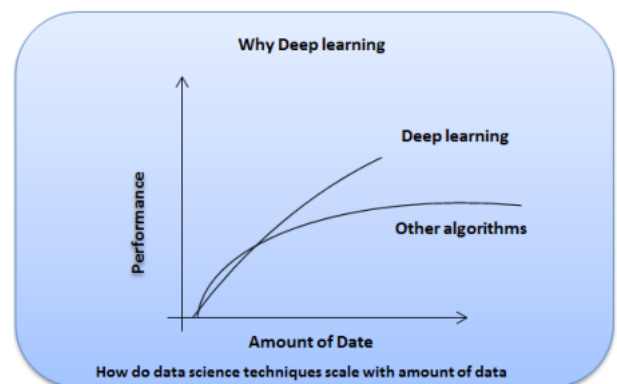 Why Deep learning
Deep learning
Performance
Other algorithms
Amount of Date
How do data science techniques scale with amount of data